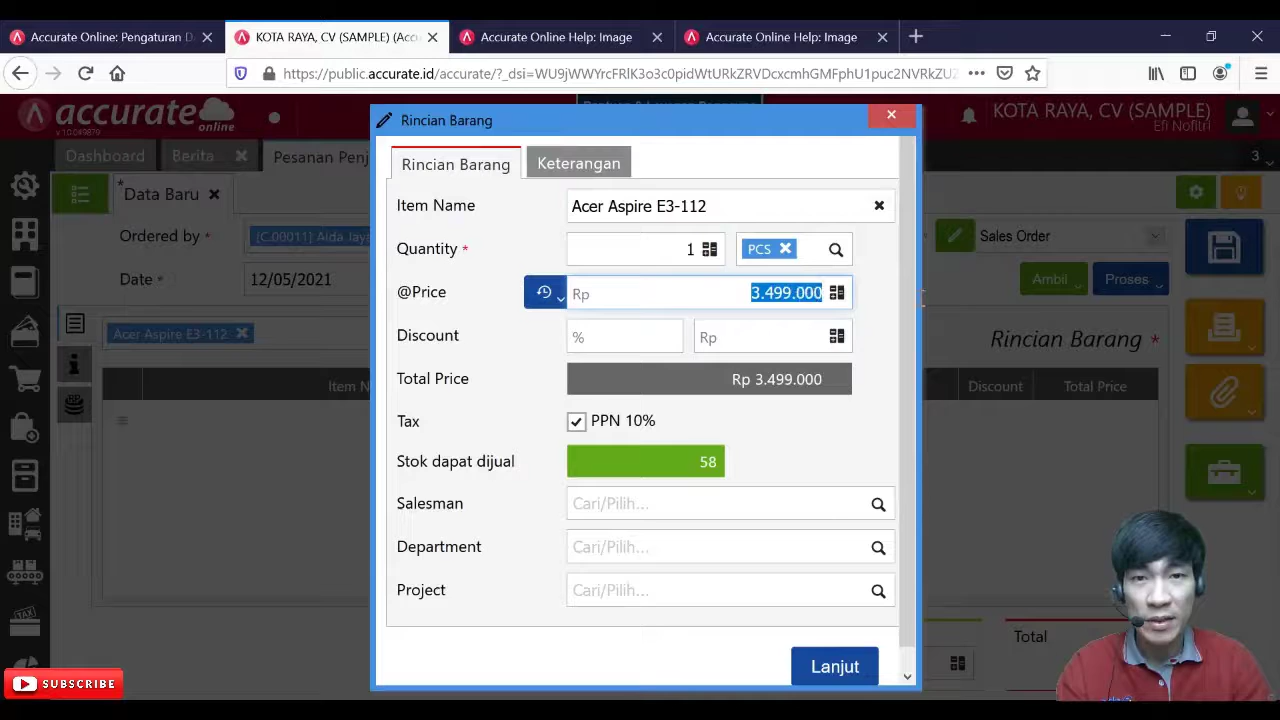 Accurate Online: Pengaturan D
KOTA RAYA, CV (SAMPLE) (Accu
Accurate Online Help: Image
Accurate Online Help: Image
https://public.accurate.id/accurate/?_dsi=
accurate
online
KOTA RAYA, CV (SAMPLE)
Efi Nofitri
Dashboard
Berita
Pesanan Penj
3
Data Baru
Ordered by *
[C.00011] Aida Jaya
Sales Order
Date *
12/05/2021
Ambil
Proses
Acer Aspire E3-112
Rincian Barang *
Item N
Discount
Total Price
Total
Rincian Barang
Rincian Barang
Keterangan
Item Name
Acer Aspire E3-112
Quantity *
1
PCS
@Price
Rp
3.499.000
Discount
%
Rp
Total Price
Rp 3.499.000
Tax
PPN 10%
Stok dapat dijual
58
Salesman
Cari/Pilih...
Department
Cari/Pilih...
Project
Cari/Pilih...
Lanjut
TAX
SUBSCRIBE